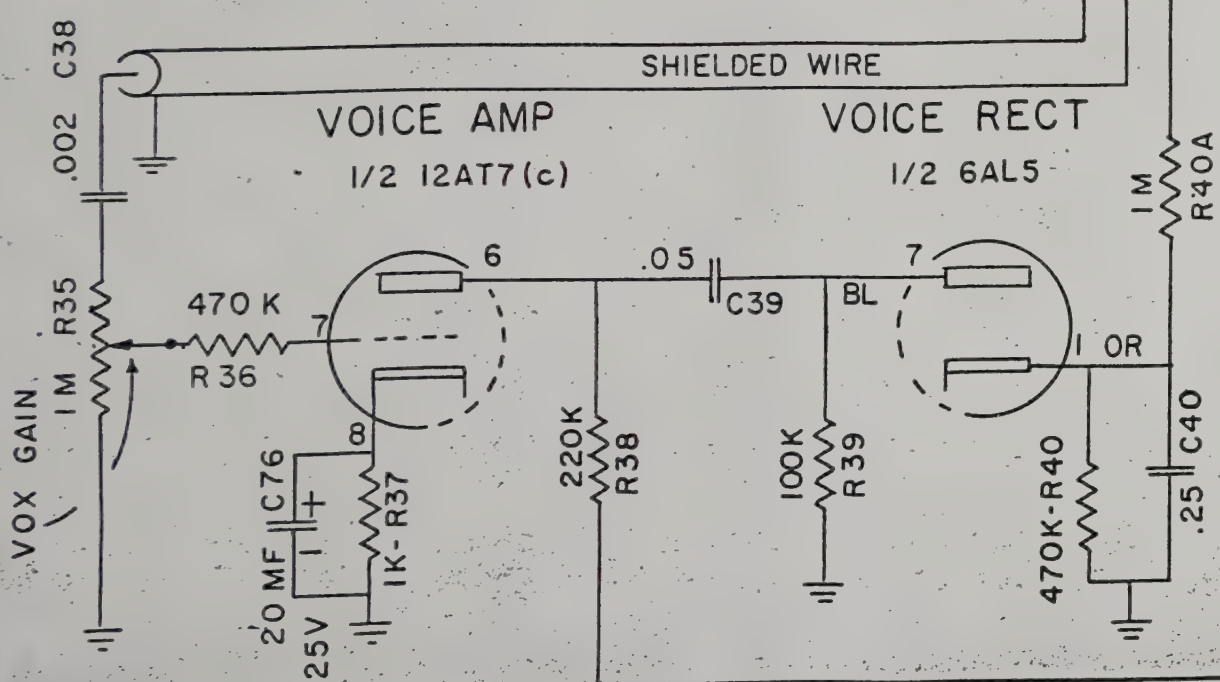 C38
.002
SHIELDED WIRE
VOICE AMP
1/2 12AT7(c)
VOICE RECT
1/2 6AL5
1M
R40A
R35
1M
VOX GAIN
470K
R36
7
6
8
.05
C39
BL
7
1 OR
C76
20 MF
25V
+
–
1K-R37
220K
R38
100K
R39
470K-R40
C40
.25